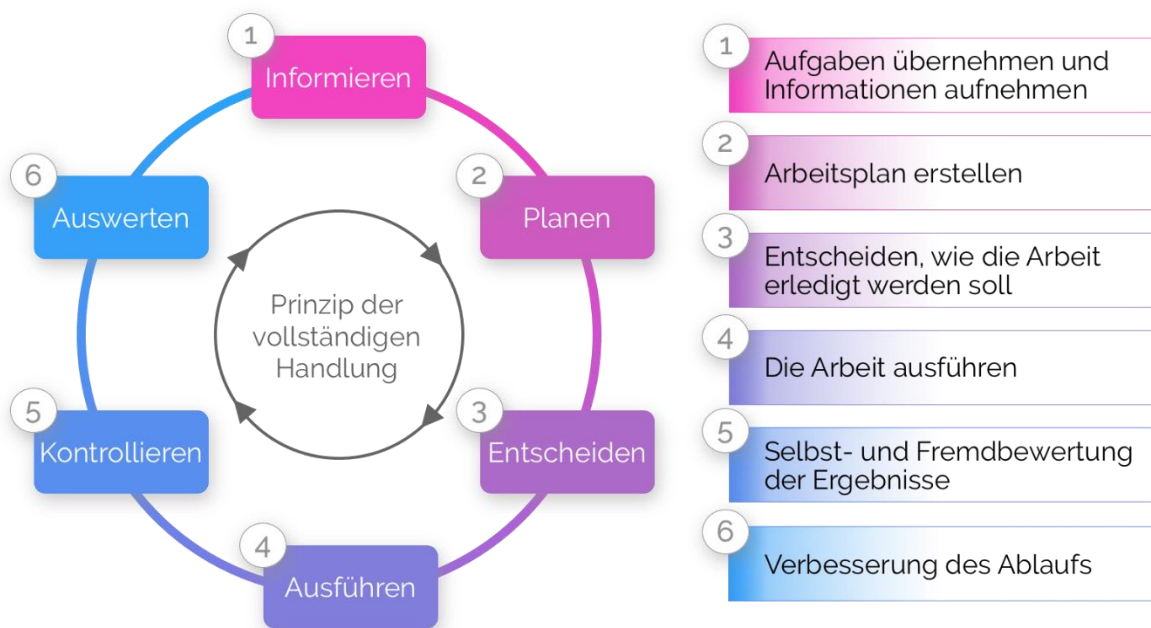 1
Informieren
2
Planen
3
Entscheiden
4
Ausführen
5
Kontrollieren
6
Auswerten
Prinzip der
vollständigen
Handlung
1
Aufgaben übernehmen und
Informationen aufnehmen
2
Arbeitsplan erstellen
3
Entscheiden, wie die Arbeit
erledigt werden soll
4
Die Arbeit ausführen
5
Selbst- und Fremdbewertung
der Ergebnisse
6
Verbesserung des Ablaufs